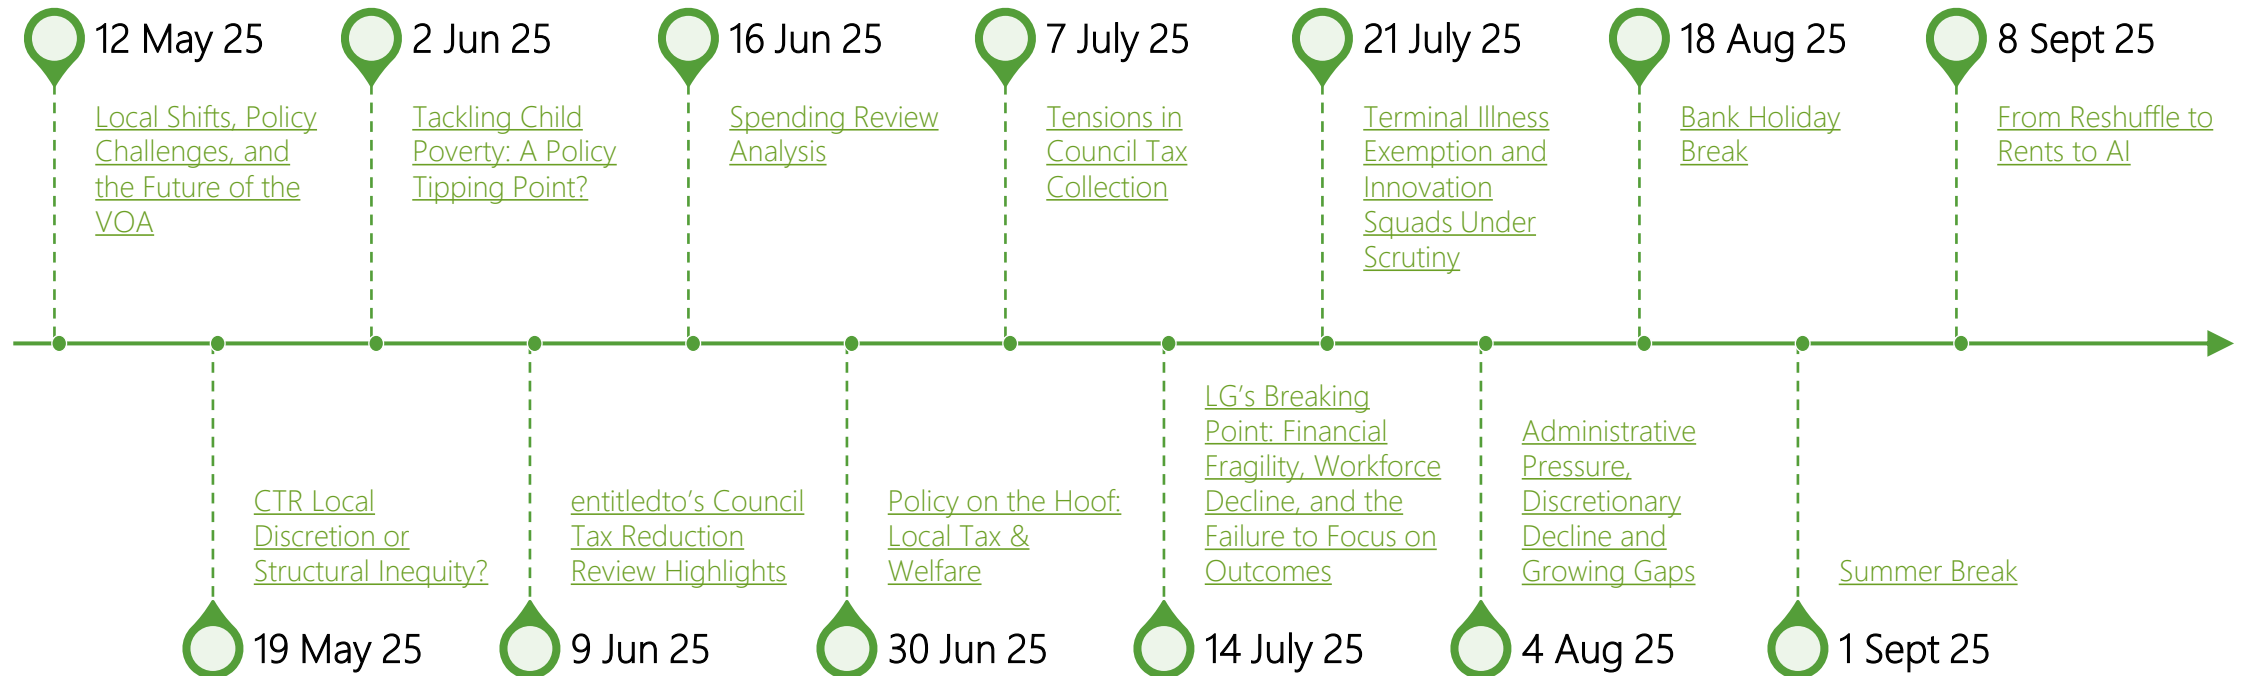 12 May 25
Local Shifts, Policy
Challenges, and
the Future of the
VOA
2 Jun 25
Tackling Child
Poverty: A Policy
Tipping Point?
16 Jun 25
Spending Review
Analysis
7 July 25
Tensions in
Council Tax
Collection
21 July 25
Terminal Illness
Exemption and
Innovation
Squads Under
Scrutiny
18 Aug 25
Bank Holiday
Break
8 Sept 25
From Reshuffle to
Rents to AI
CTR Local
Discretion or
Structural Inequity?
19 May 25
entitledto’s Council
Tax Reduction
Review Highlights
9 Jun 25
Policy on the Hoof:
Local Tax &
Welfare
30 Jun 25
LG’s Breaking
Point: Financial
Fragility, Workforce
Decline, and the
Failure to Focus on
Outcomes
14 July 25
Administrative
Pressure,
Discretionary
Decline and
Growing Gaps
4 Aug 25
Summer Break
1 Sept 25